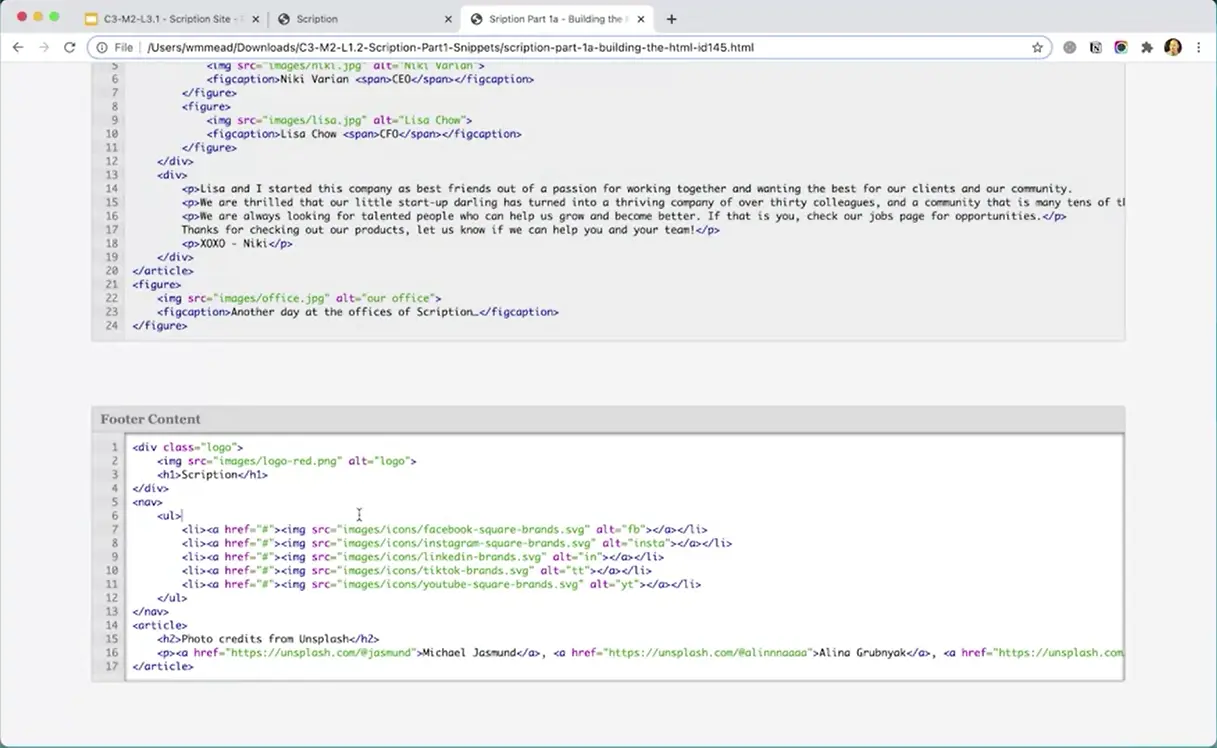 C3-M2-L3.1 - Scription Site -
Scription
Sription Part 1a - Building the
File /Users/wmmead/Downloads/C3-M2-L1.2-Scription-Part1-Snippets/scription-part-1a-building-the-html-id145.html
5 <img src="images/niki.jpg" alt="Niki Varian">
6 <figcaption>Niki Varian <span>CEO</span></figcaption>
7 </figure>
8 <figure>
9 <img src="images/lisa.jpg" alt="Lisa Chow">
10 <figcaption>Lisa Chow <span>CFO</span></figcaption>
11 </figure>
12 </div>
13 <div>
14 <p>Lisa and I started this company as best friends out of a passion for working together and wanting the best for our clients and our community.
15 <p>We are thrilled that our little start-up darling has turned into a thriving company of over thirty colleagues, and a community that is many tens of
16 <p>We are always looking for talented people who can help us grow and become better. If that is you, check our jobs page for opportunities.</p>
17 Thanks for checking out our products, let us know if we can help you and your team!</p>
18 <p>XOXO - Niki</p>
19 </div>
20 </article>
21 <figure>
22 <img src="images/office.jpg" alt="our office">
23 <figcaption>Another day at the offices of Scription…</figcaption>
24 </figure>
Footer Content
1 <div class="logo">
2 <img src="images/logo-red.png" alt="logo">
3 <h1>Scription</h1>
4 </div>
5 <nav>
6 <ul>
7 <li><a href="#"><img src="images/icons/facebook-square-brands.svg" alt="fb"></a></li>
8 <li><a href="#"><img src="images/icons/instagram-square-brands.svg" alt="insta"></a></li>
9 <li><a href="#"><img src="images/icons/linkedin-brands.svg" alt="in"></a></li>
10 <li><a href="#"><img src="images/icons/tiktok-brands.svg" alt="tt"></a></li>
11 <li><a href="#"><img src="images/icons/youtube-square-brands.svg" alt="yt"></a></li>
12 </ul>
13 </nav>
14 <article>
15 <h2>Photo credits from Unsplash</h2>
16 <p><a href="https://unsplash.com/@jasmund">Michael Jasmund</a>, <a href="https://unsplash.com/@alinnnaaaa">Alina Grubnyak</a>, <a href="https://unsplash.com
17 </article>